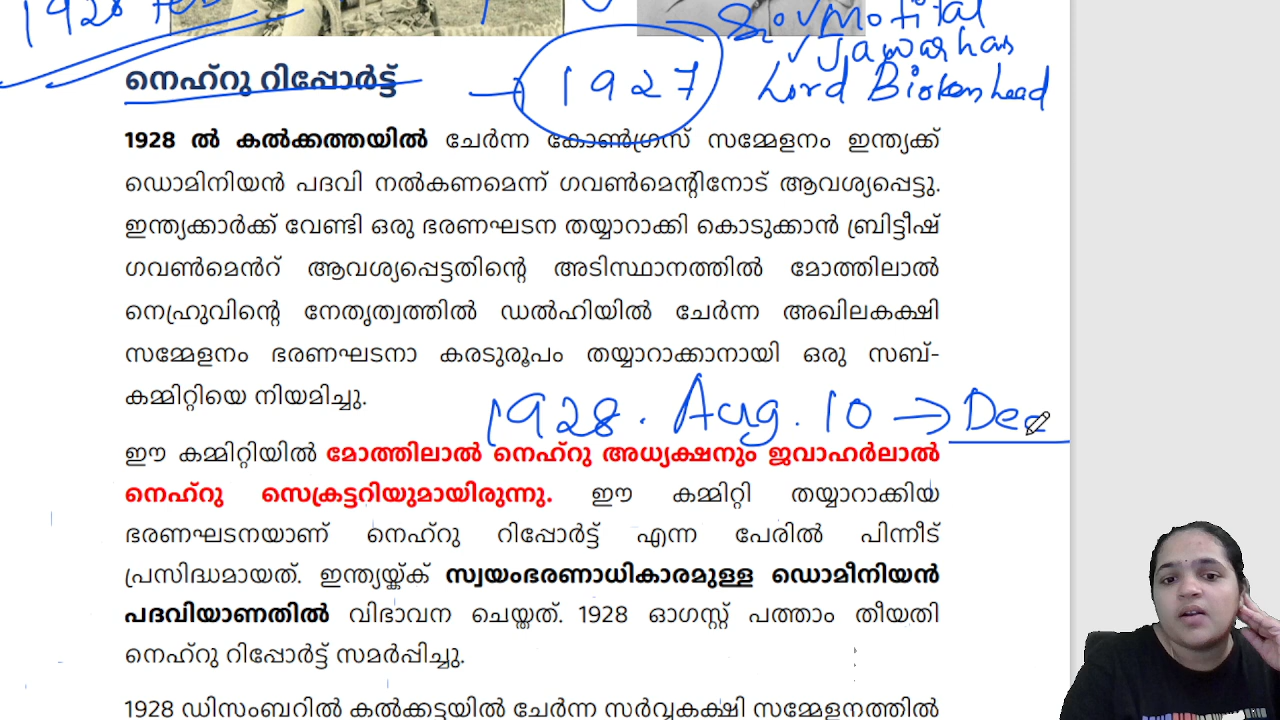 1928 Feb
Motilal
Jawarhar
Lord Birkenhead
നെഹ്റു റിപ്പോർട്ട്
1927
1928 ൽ കൽക്കത്തയിൽ ചേർന്ന കോൺഗ്രസ് സമ്മേളനം ഇന്ത്യക്ക്
ഡൊമിനിയൻ പദവി നൽകണമെന്ന് ഗവൺമെന്റിനോട് ആവശ്യപ്പെട്ടു.
ഇന്ത്യക്കാർക്ക് വേണ്ടി ഒരു ഭരണഘടന തയ്യാറാക്കി കൊടുക്കാൻ ബ്രിട്ടീഷ്
ഗവൺമെൻറ് ആവശ്യപ്പെട്ടതിന്റെ അടിസ്ഥാനത്തിൽ മോത്തിലാൽ
നെഹ്രുവിന്റെ നേതൃത്വത്തിൽ ഡൽഹിയിൽ ചേർന്ന അഖിലകക്ഷി
സമ്മേളനം ഭരണഘടനാ കരടുരൂപം തയ്യാറാക്കാനായി ഒരു സബ്-
കമ്മിറ്റിയെ നിയമിച്ചു.
1928. Aug. 10 → Dec
ഈ കമ്മിറ്റിയിൽ മോത്തിലാൽ നെഹ്റു അധ്യക്ഷനും ജവാഹർലാൽ
നെഹ്റു സെക്രട്ടറിയുമായിരുന്നു. ഈ കമ്മിറ്റി തയ്യാറാക്കിയ
ഭരണഘടനയാണ് നെഹ്റു റിപ്പോർട്ട് എന്ന പേരിൽ പിന്നീട്
പ്രസിദ്ധമായത്. ഇന്ത്യയ്ക്ക് സ്വയംഭരണാധികാരമുള്ള ഡൊമീനിയൻ
പദവിയാണതിൽ വിഭാവന ചെയ്തത്. 1928 ഓഗസ്റ്റ് പത്താം തീയതി
നെഹ്റു റിപ്പോർട്ട് സമർപ്പിച്ചു.
1928 ഡിസംബറിൽ കൽക്കട്ടയിൽ ചേർന്ന സർവ്വകക്ഷി സമ്മേളനത്തിൽ